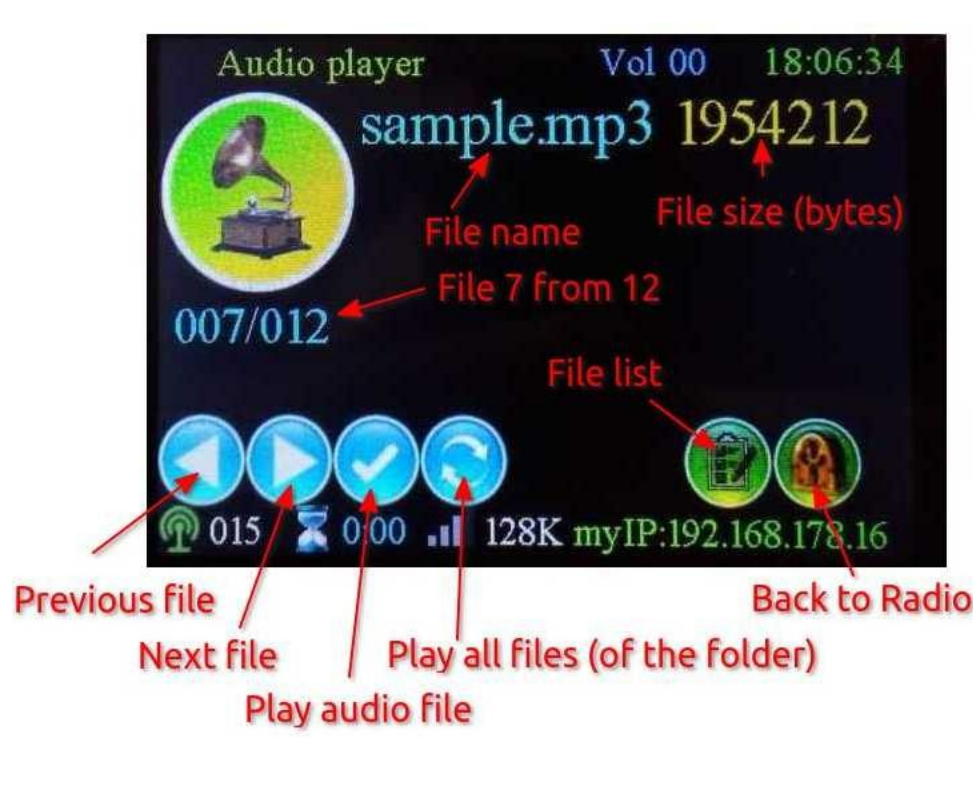 Audio player Vol 00 18:06:34
sample.mp3 1954212
File name
File size (bytes)
File 7 from 12
007/012
File list
015 0:00 128K myIP:192.168.178.16
Previous file
Back to Radio
Next file
Play all files (of the folder)
Play audio file